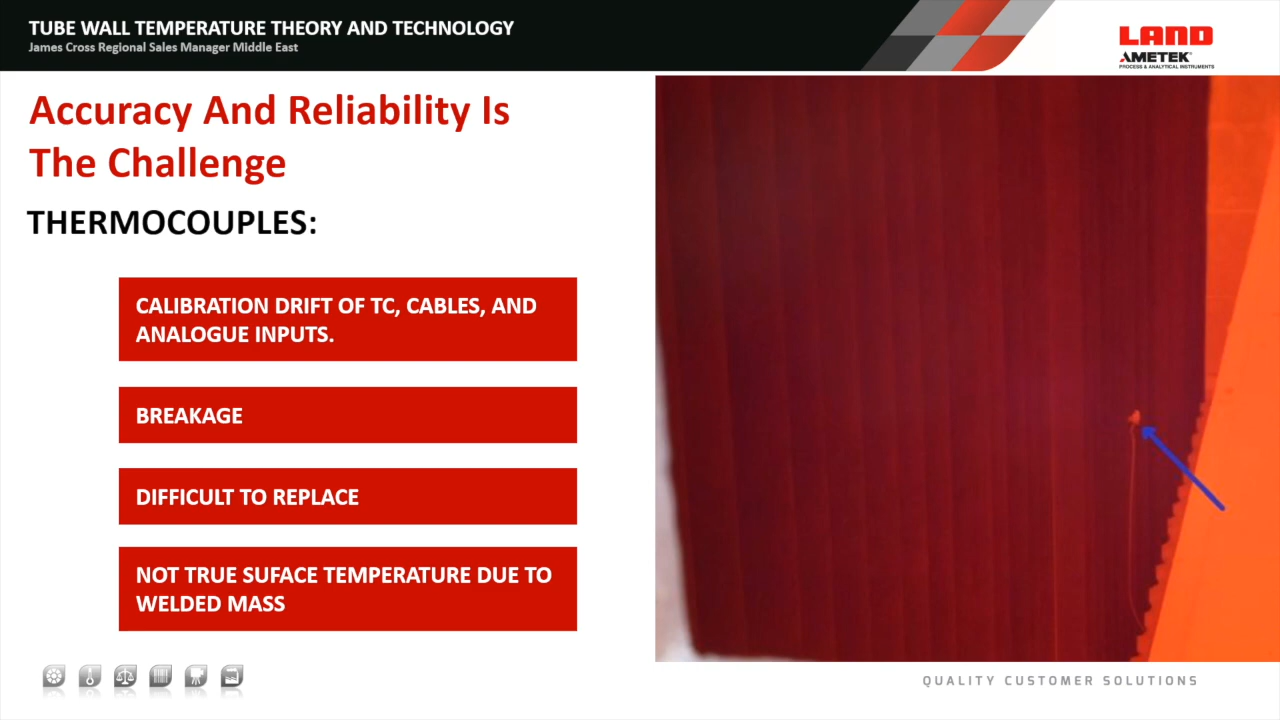 TUBE WALL TEMPERATURE THEORY AND TECHNOLOGY
James Cross Regional Sales Manager Middle East
LAND
AMETEK®
PROCESS & ANALYTICAL INSTRUMENTS
Accuracy And Reliability Is
The Challenge
THERMOCOUPLES:
CALIBRATION DRIFT OF TC, CABLES, AND
ANALOGUE INPUTS.
BREAKAGE
DIFFICULT TO REPLACE
NOT TRUE SUFACE TEMPERATURE DUE TO
WELDED MASS
QUALITY CUSTOMER SOLUTIONS